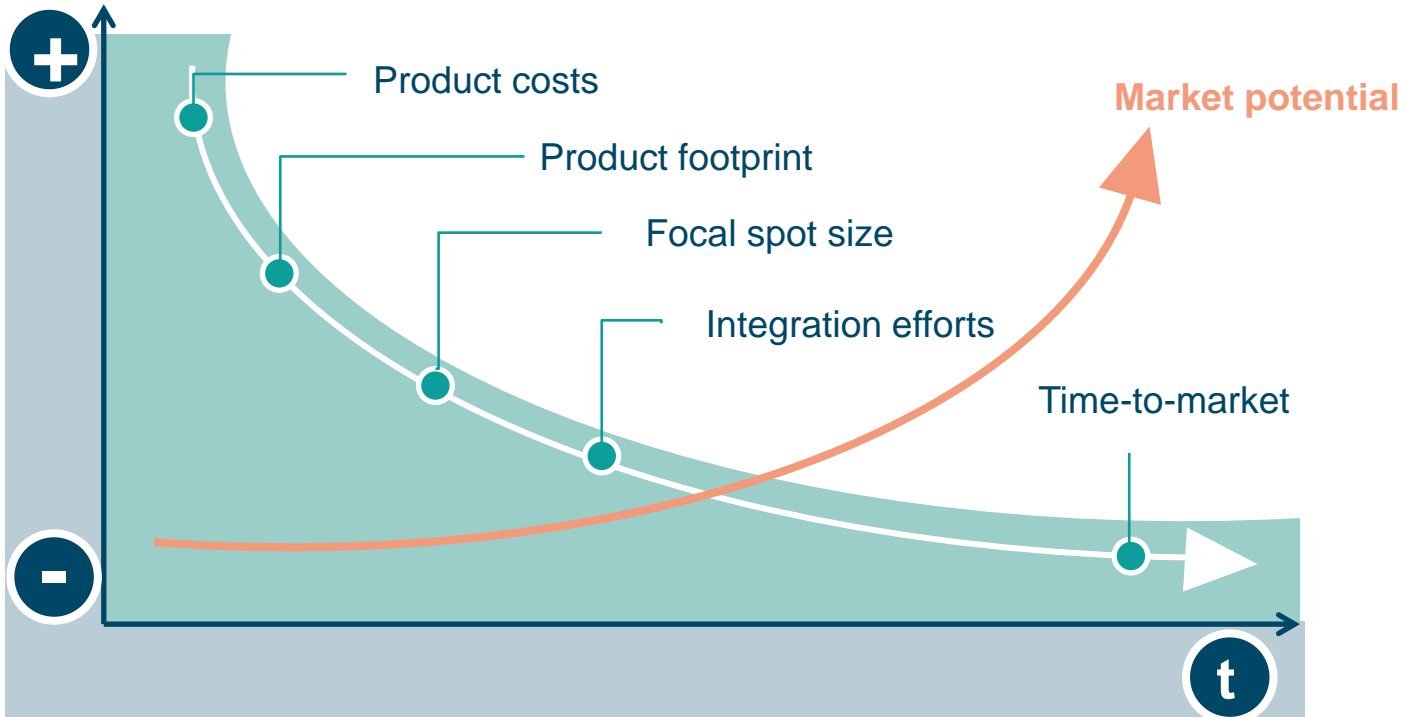 +
Product costs
Market potential
Product footprint
Focal spot size
Integration efforts
Time-to-market
-
t